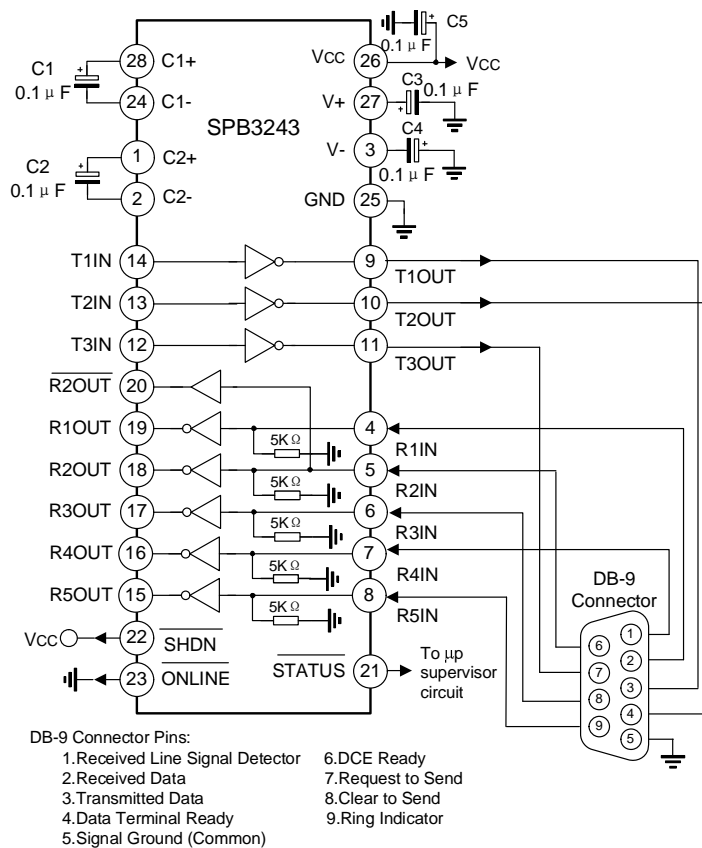 C5
0.1 μ F
28 C1+ VCC 26 VCC
C1
0.1 μ F
24 C1- V+ 27 C3 0.1 μ F
SPB3243
C4
1 C2+ V- 3
0.1 μ F
C2
0.1 μ F
2 C2- GND 25
T1IN 14 9 T1OUT
T2IN 13 10 T2OUT
T3IN 12 11 T3OUT
R2OUT 20
R1OUT 19 4 R1IN
5K Ω
R2OUT 18 5 R2IN
5K Ω
R3OUT 17 6 R3IN
5K Ω
R4OUT 16 7 R4IN
5K Ω
R5OUT 15 8 R5IN
5K Ω
DB-9
Connector
VCC 22 SHDN
23 ONLINE STATUS 21
To μp
supervisor
circuit
1
6
2
7
3
8
4
9
5
DB-9 Connector Pins:
1.Received Line Signal Detector 6.DCE Ready
2.Received Data 7.Request to Send
3.Transmitted Data 8.Clear to Send
4.Data Terminal Ready 9.Ring Indicator
5.Signal Ground (Common)